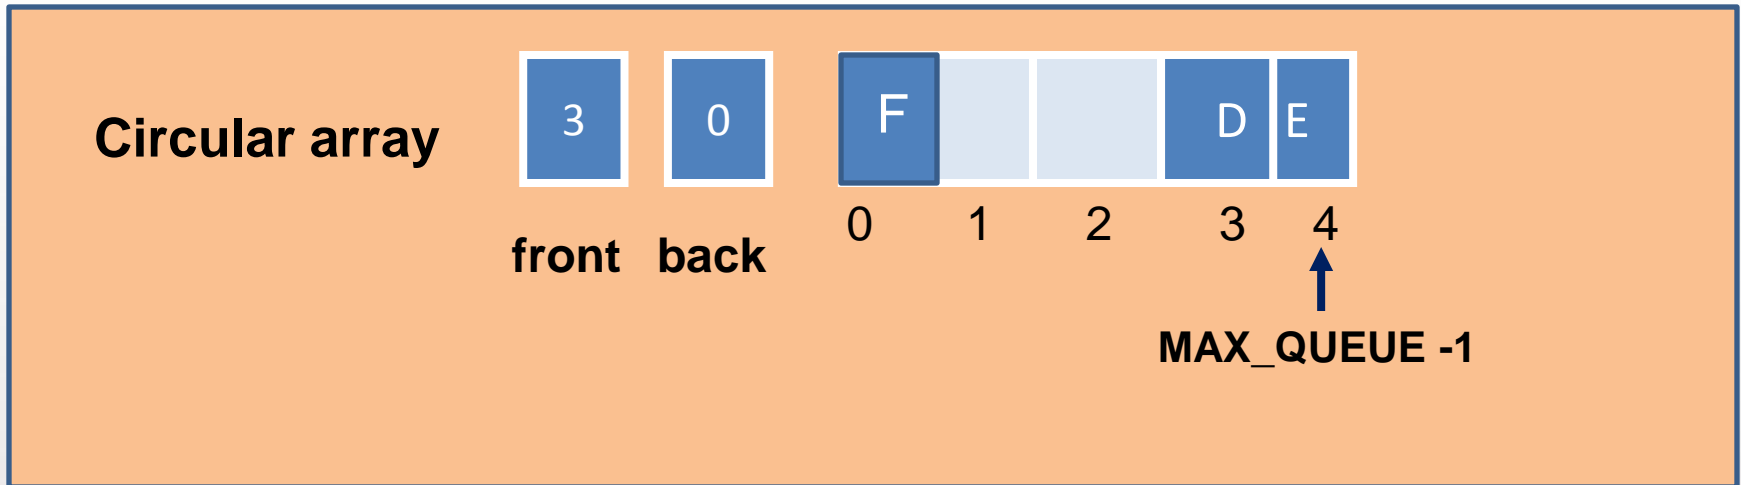 Circular array 3 0 F D E
0 1 2 3 4
front back
MAX_QUEUE -1